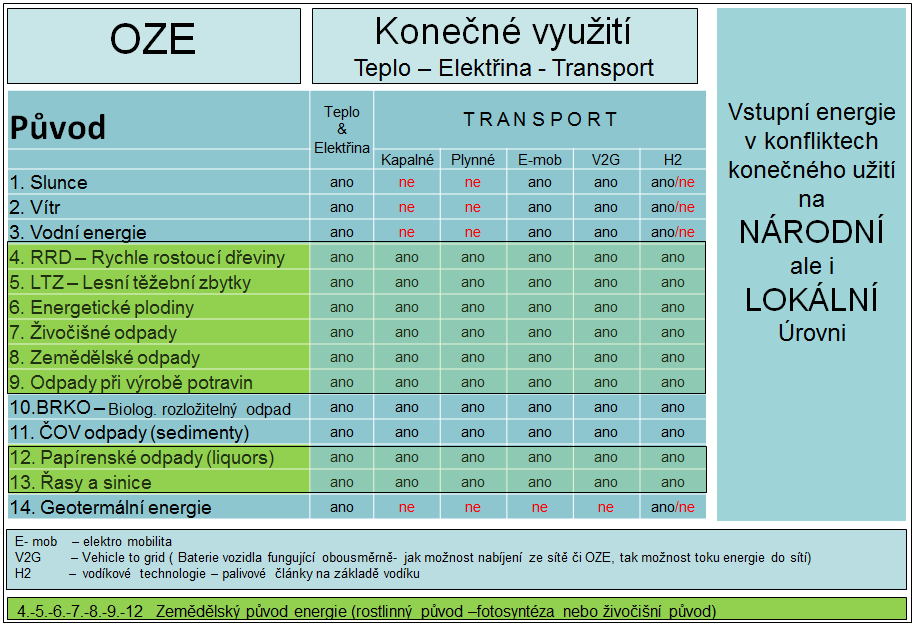 OZE
Konečné využití
Teplo – Elektřina - Transport
Původ
Teplo
&
Elektřina
TRANSPORT
Kapalné Plynné E-mob V2G H2
1. Slunce ano ne ne ano ano ano/ne
2. Vítr ano ne ne ano ano ano/ne
3. Vodní energie ano ne ne ano ano ano/ne
4. RRD – Rychle rostoucí dřeviny ano ano ano ano ano ano
5. LTZ – Lesní těžební zbytky ano ano ano ano ano ano
6. Energetické plodiny ano ano ano ano ano ano
7. Živočišné odpady ano ano ano ano ano ano
8. Zemědělské odpady ano ano ano ano ano ano
9. Odpady při výrobě potravin ano ano ano ano ano ano
10.BRKO – Biolog. rozložitelný odpad ano ano ano ano ano ano
11. ČOV odpady (sedimenty) ano ano ano ano ano ano
12. Papírenské odpady (liquors) ano ano ano ano ano ano
13. Řasy a sinice ano ano ano ano ano ano
14. Geotermální energie ano ne ne ne ne ano/ne
Vstupní energie
v konfliktech
konečného užití
na
NÁRODNÍ
ale i
LOKÁLNÍ
Úrovni
E- mob – elektro mobilita
V2G – Vehicle to grid ( Baterie vozidla fungující obousměrně- jak možnost nabíjení ze sítě či OZE, tak možnost toku energie do sítí)
H2 – vodíkové technologie – palivové články na základě vodíku
4.-5.-6.-7.-8.-9.-12 Zemědělský původ energie (rostlinný původ –fotosyntéza nebo živočišní původ)